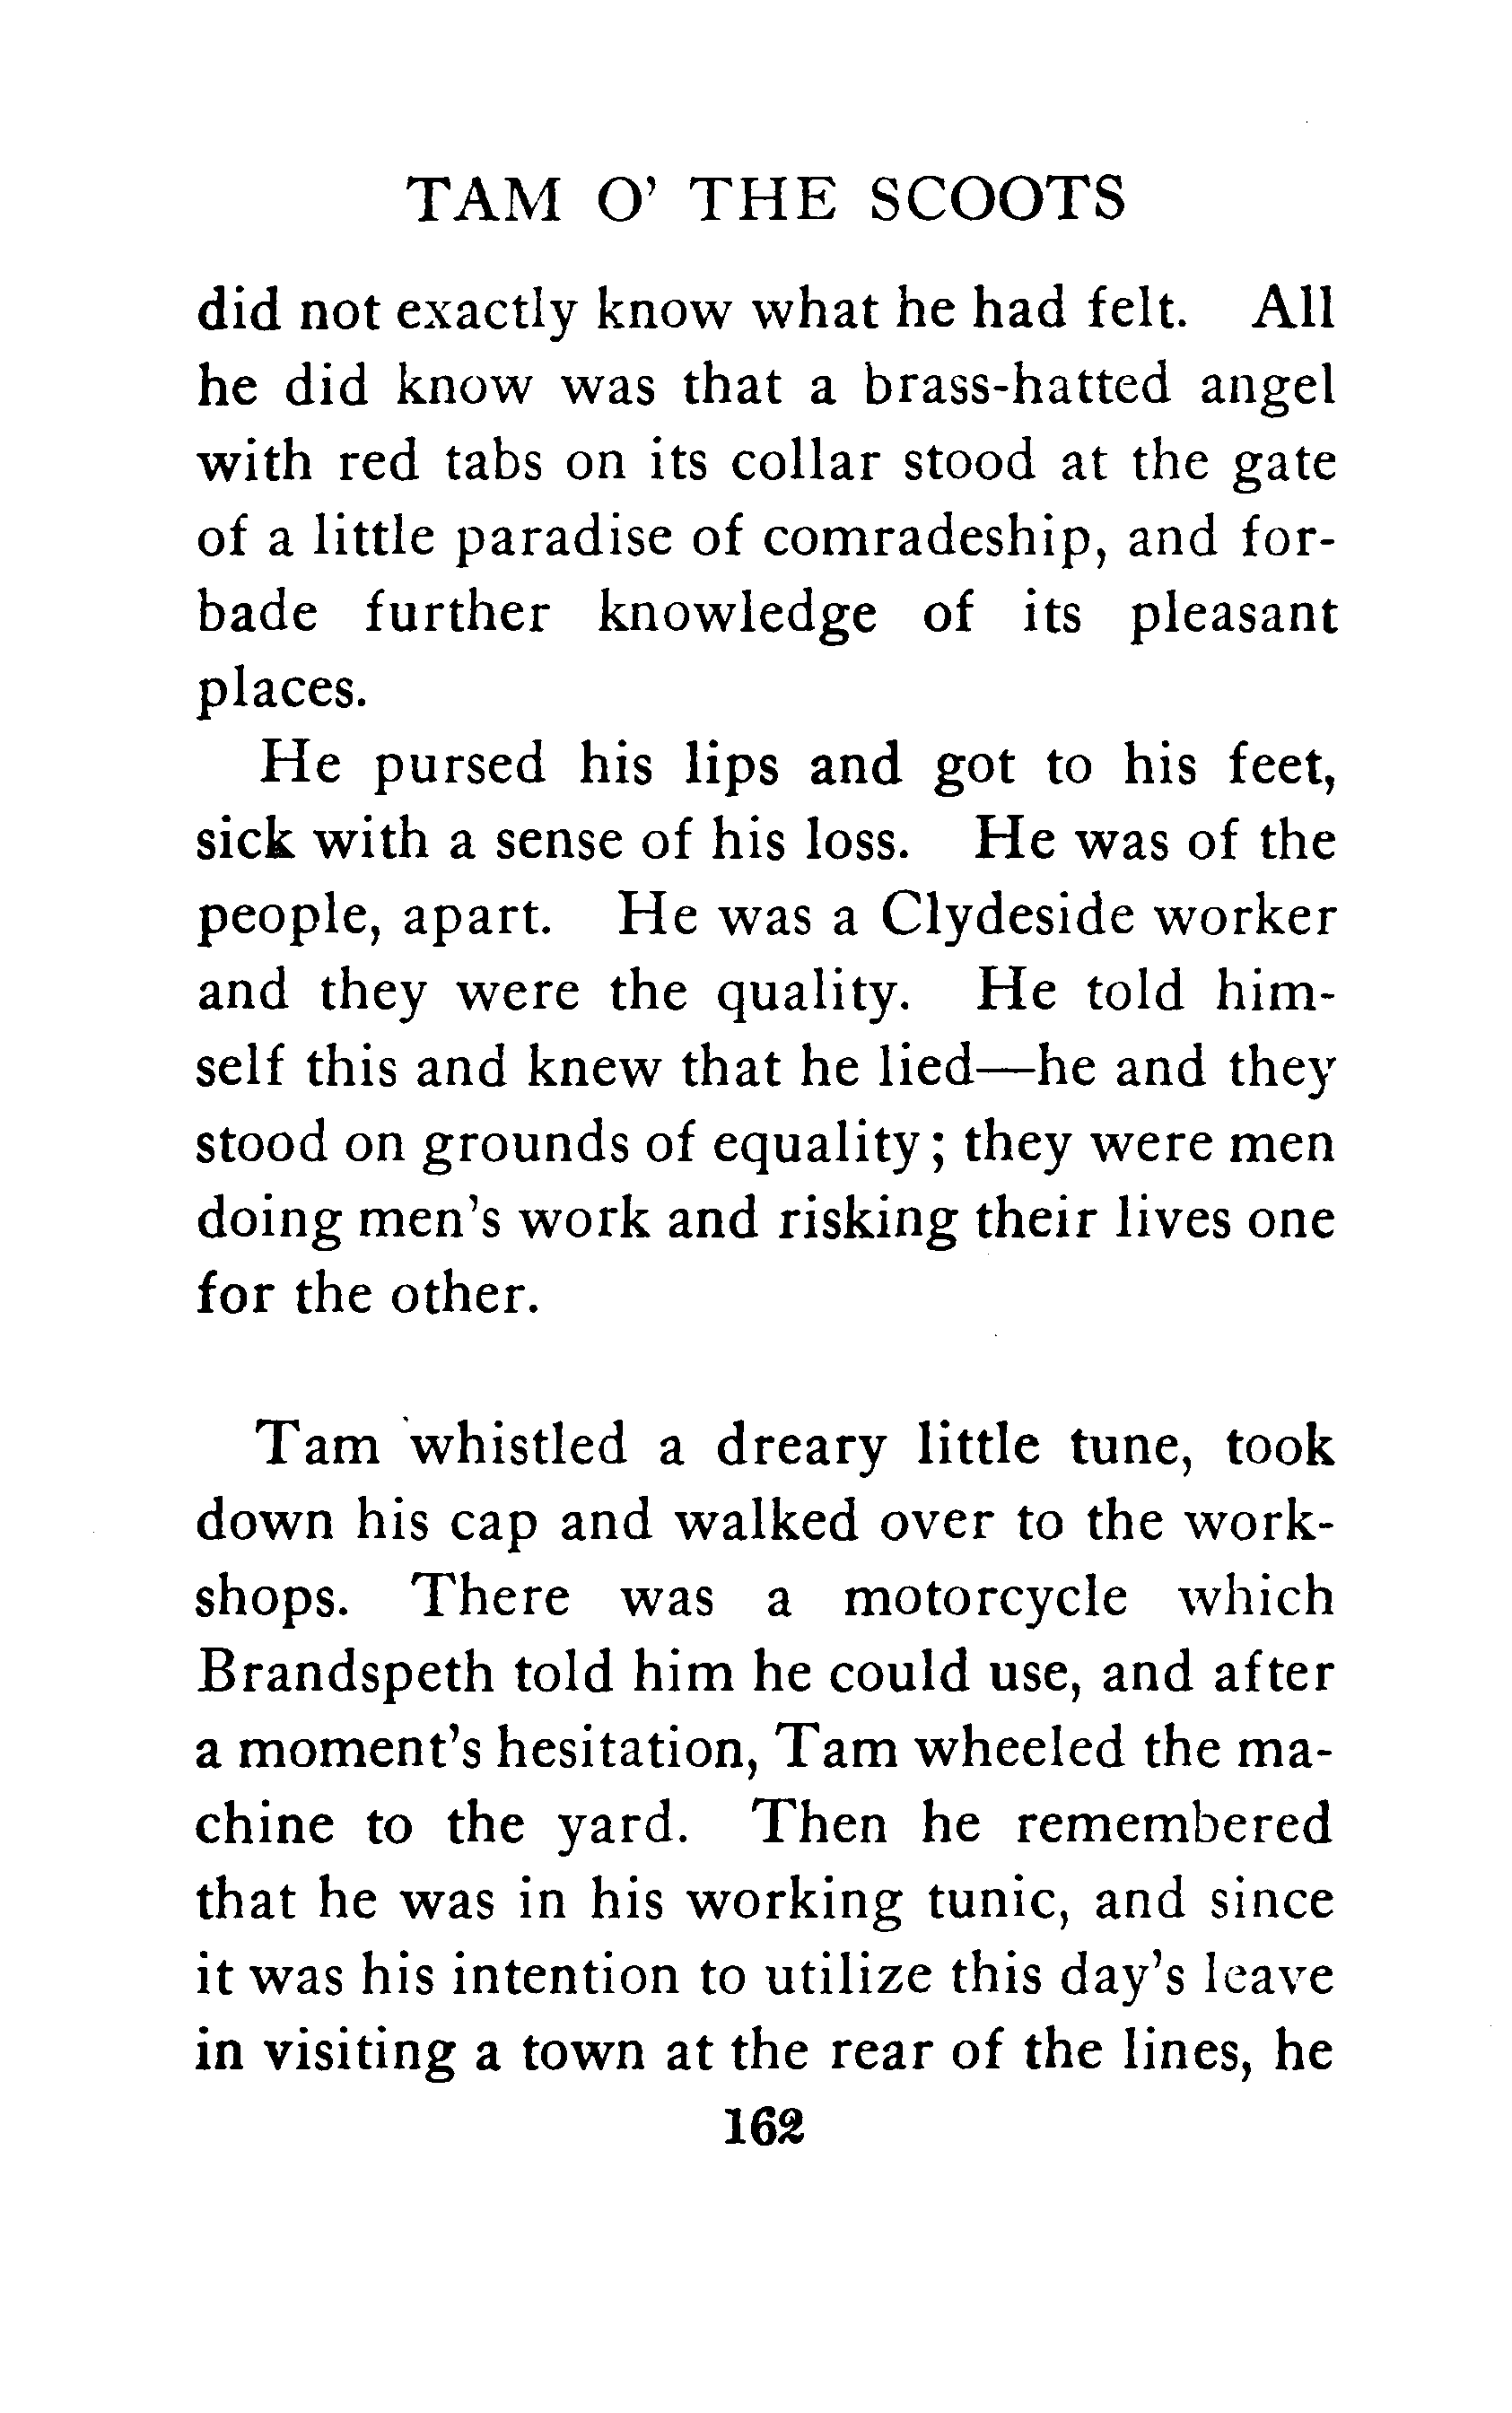 TAM O' THE SCOOTS
did not exactly know what he had felt. All
he did know was that a brass-hatted angel
with red tabs on its collar stood at the gate
of a little paradise of comradeship, and for-
bade further knowledge of its pleasant
places.
He pursed his lips and got to his feet,
sick with a sense of his loss. He was of the
people, apart. He was a Clydeside worker
and they were the quality. He told him-
self this and knew that he lied—he and they
stood on grounds of equality; they were men
doing men's work and risking their lives one
for the other.
Tam whistled a dreary little tune, took
down his cap and walked over to the work-
shops. There was a motorcycle which
Brandspeth told him he could use, and after
a moment's hesitation, Tam wheeled the ma-
chine to the yard. Then he remembered
that he was in his working tunic, and since
it was his intention to utilize this day's leave
in visiting a town at the rear of the lines, he
162